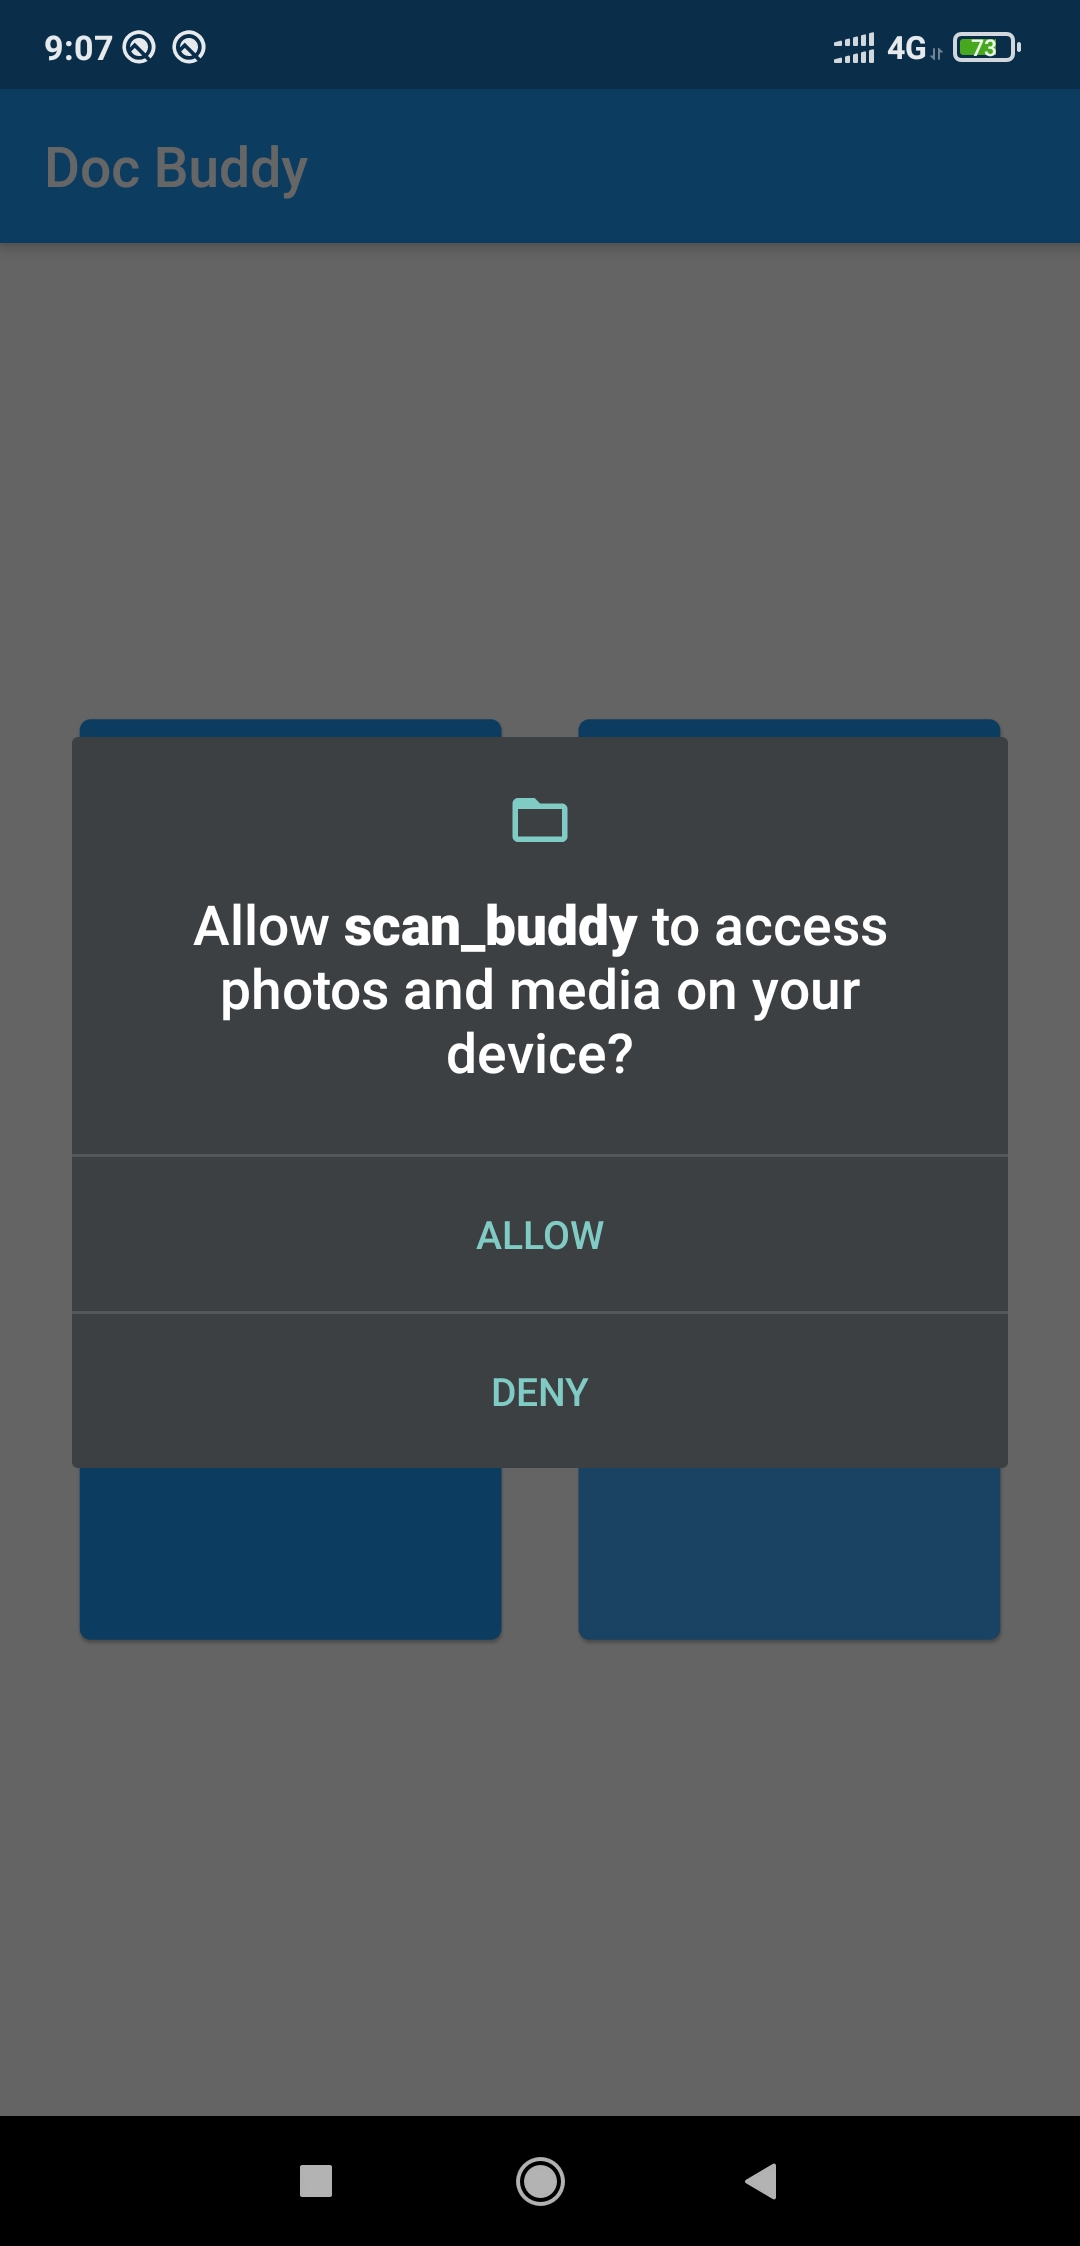 9:07 4G 73
Doc Buddy
Allow scan_buddy to access
photos and media on your
device?
ALLOW
DENY